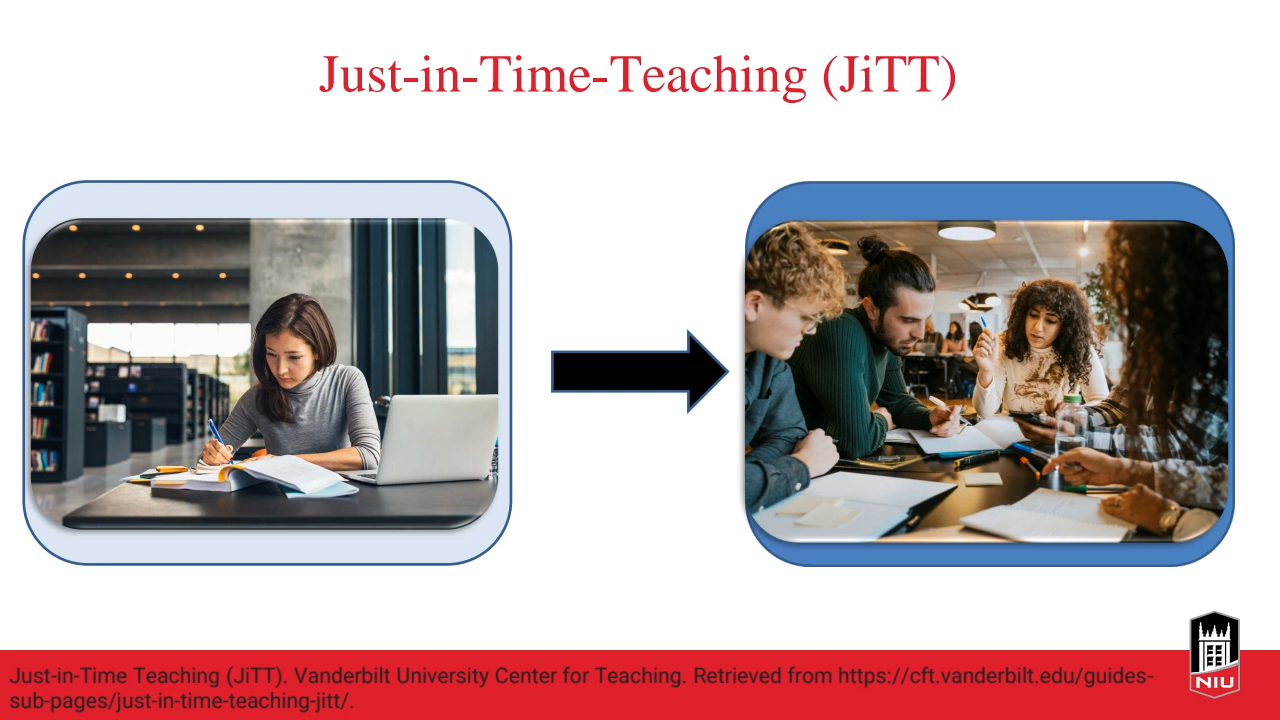 Just-in-Time-Teaching (JiTT)
Just-in-Time Teaching (JiTT). Vanderbilt University Center for Teaching. Retrieved from https://cft.vanderbilt.edu/guides-
sub-pages/just-in-time-teaching-jitt/.
NIU